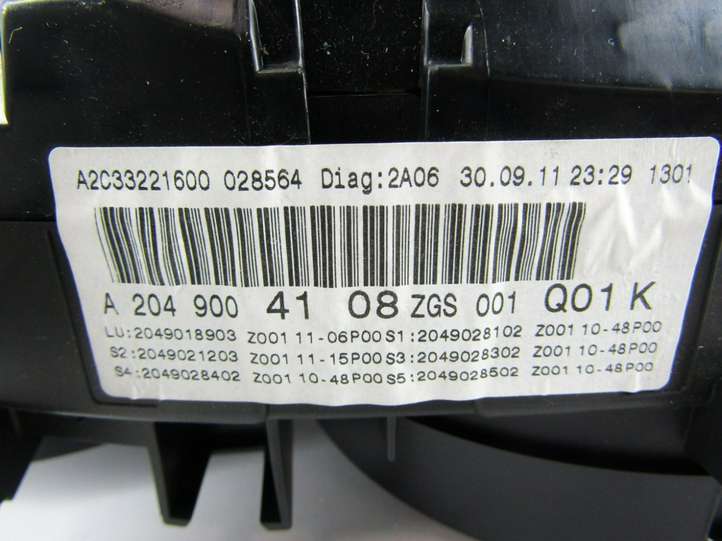 A2C33221600 028564 Diag:2A06 30.09.11 23:29 1301
A 204 900 41 08 ZGS 001 Q01 K
LU:2049018903 Z001 11-06P00 S1:2049028102 Z001 10-48P00
S2:2049021203 Z001 11-15P00 S3:2049028302 Z001 10-48P00
S4:2049028402 Z001 10-48P00 S5:2049028502 Z001 10-48P00